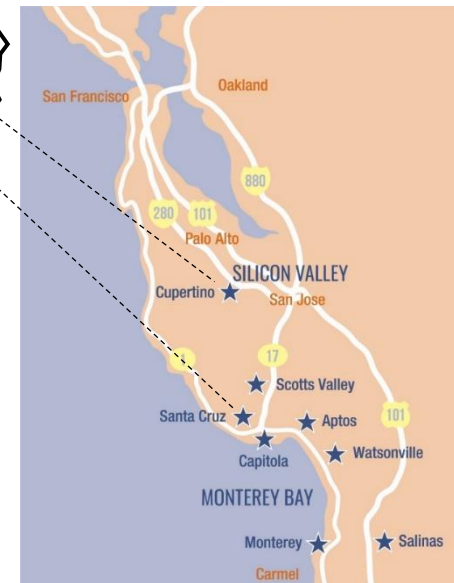 Oakland
San Francisco
880
280
101
Palo Alto
SILICON VALLEY
Cupertino
San Jose
1
17
Scotts Valley
Santa Cruz
Aptos
101
Capitola
Watsonville
MONTEREY BAY
Monterey
Salinas
Carmel